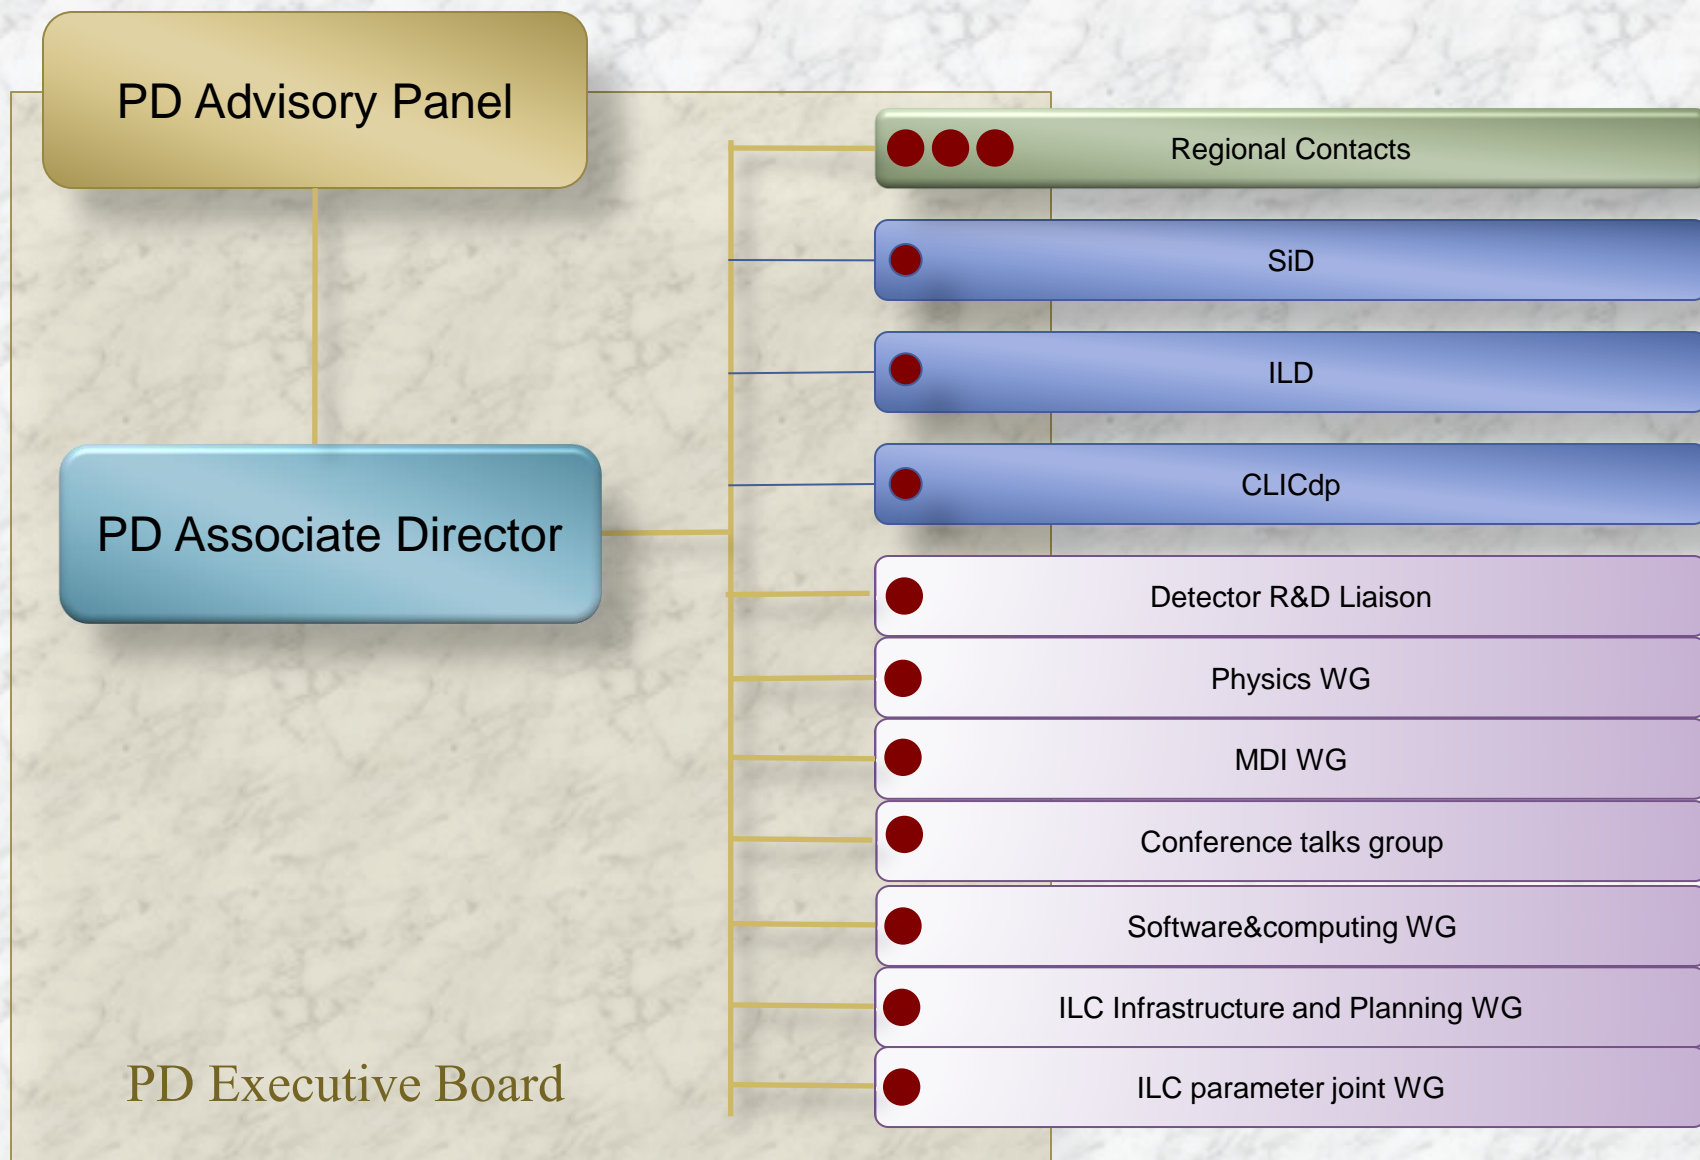 PD Advisory Panel
Regional Contacts
SiD
ILD
CLICdp
PD Associate Director
Detector R&D Liaison
Physics WG
MDI WG
Conference talks group
Software&computing WG
ILC Infrastructure and Planning WG
PD Executive Board
ILC parameter joint WG